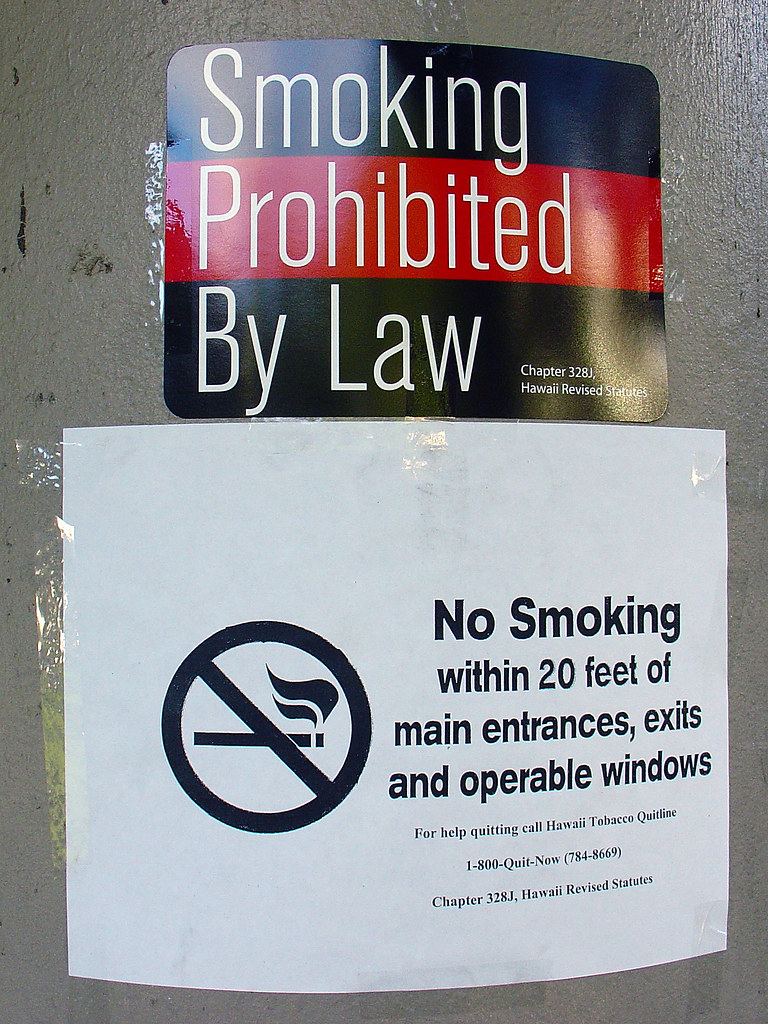 Smoking
Prohibited
By Law
Chapter 328J,
Hawaii Revised Statutes
No Smoking
within 20 feet of
main entrances, exits
and operable windows
For help quitting call Hawaii Tobacco Quitline
1-800-Quit-Now (784-8669)
Chapter 328J, Hawaii Revised Statutes